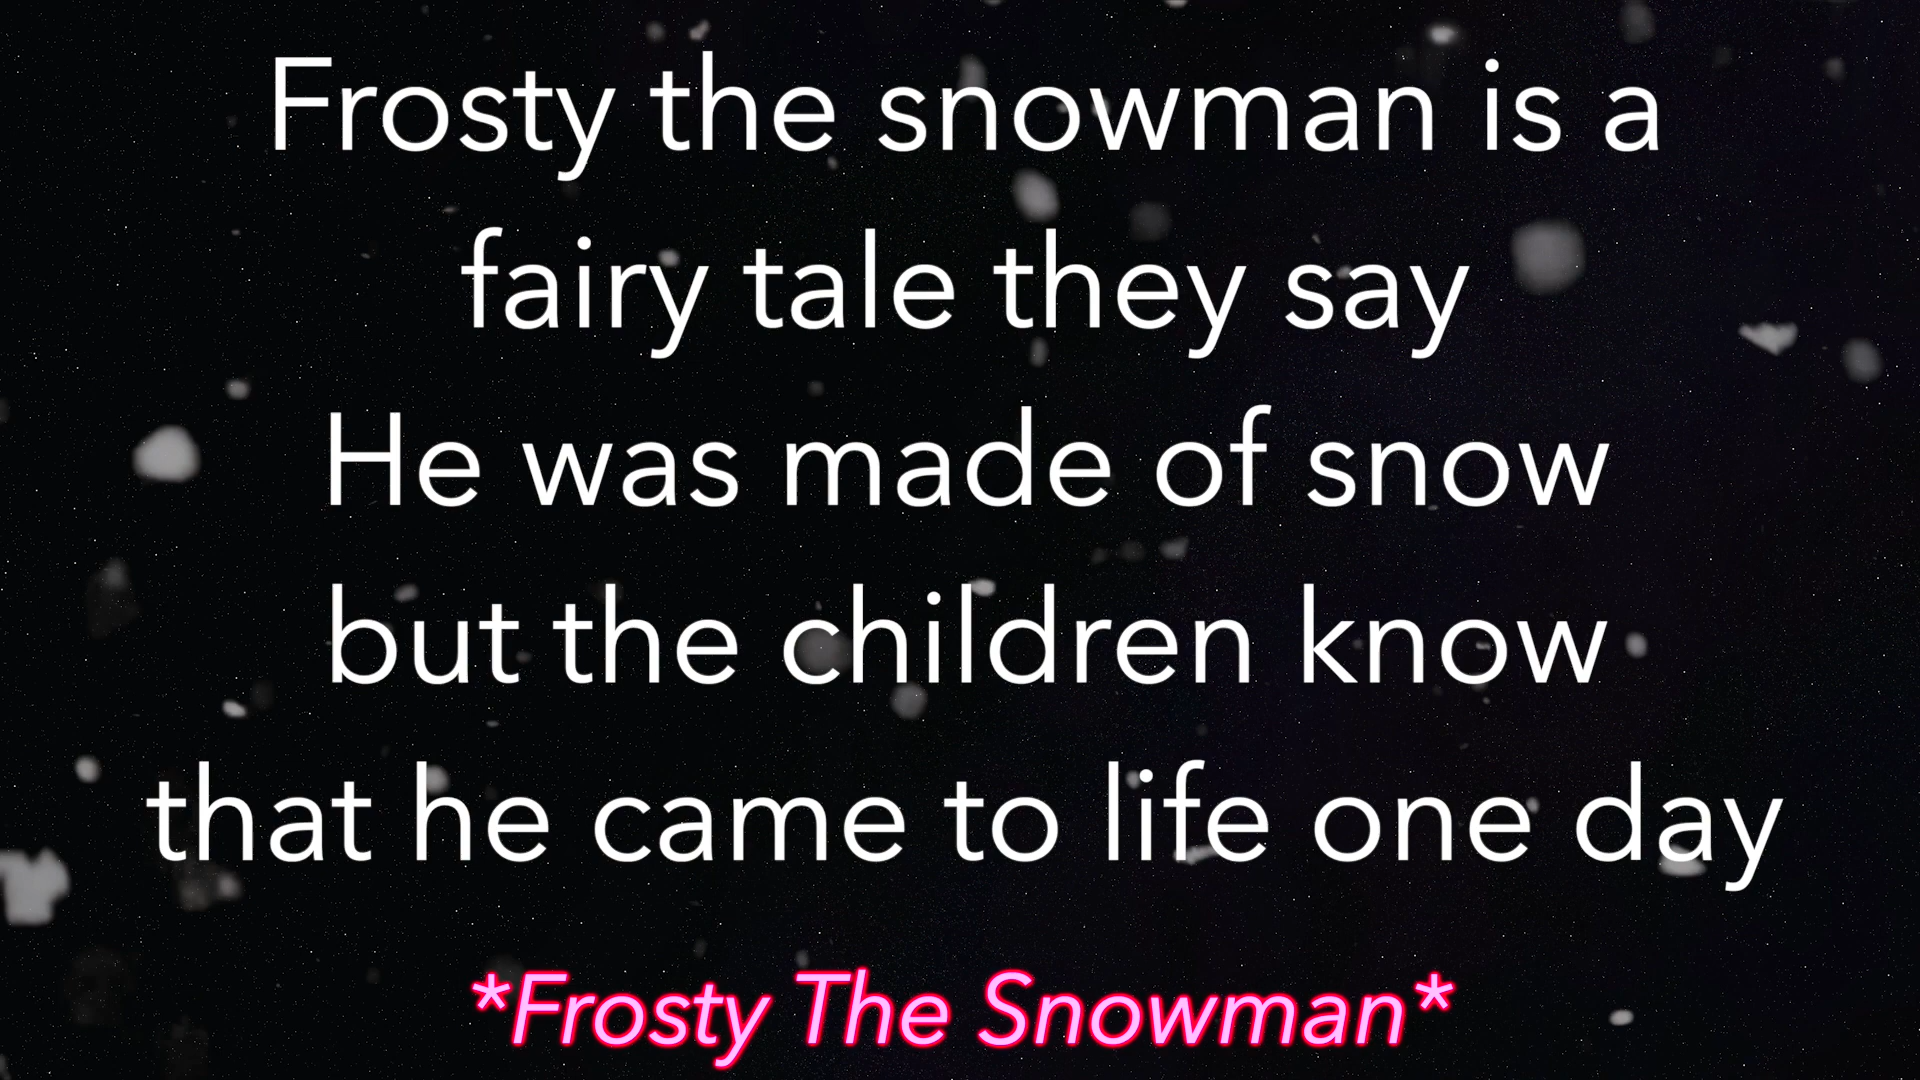 Frosty the snowman is a
fairy tale they say
He was made of snow
but the children know
that he came to life one day
*Frosty The Snowman*